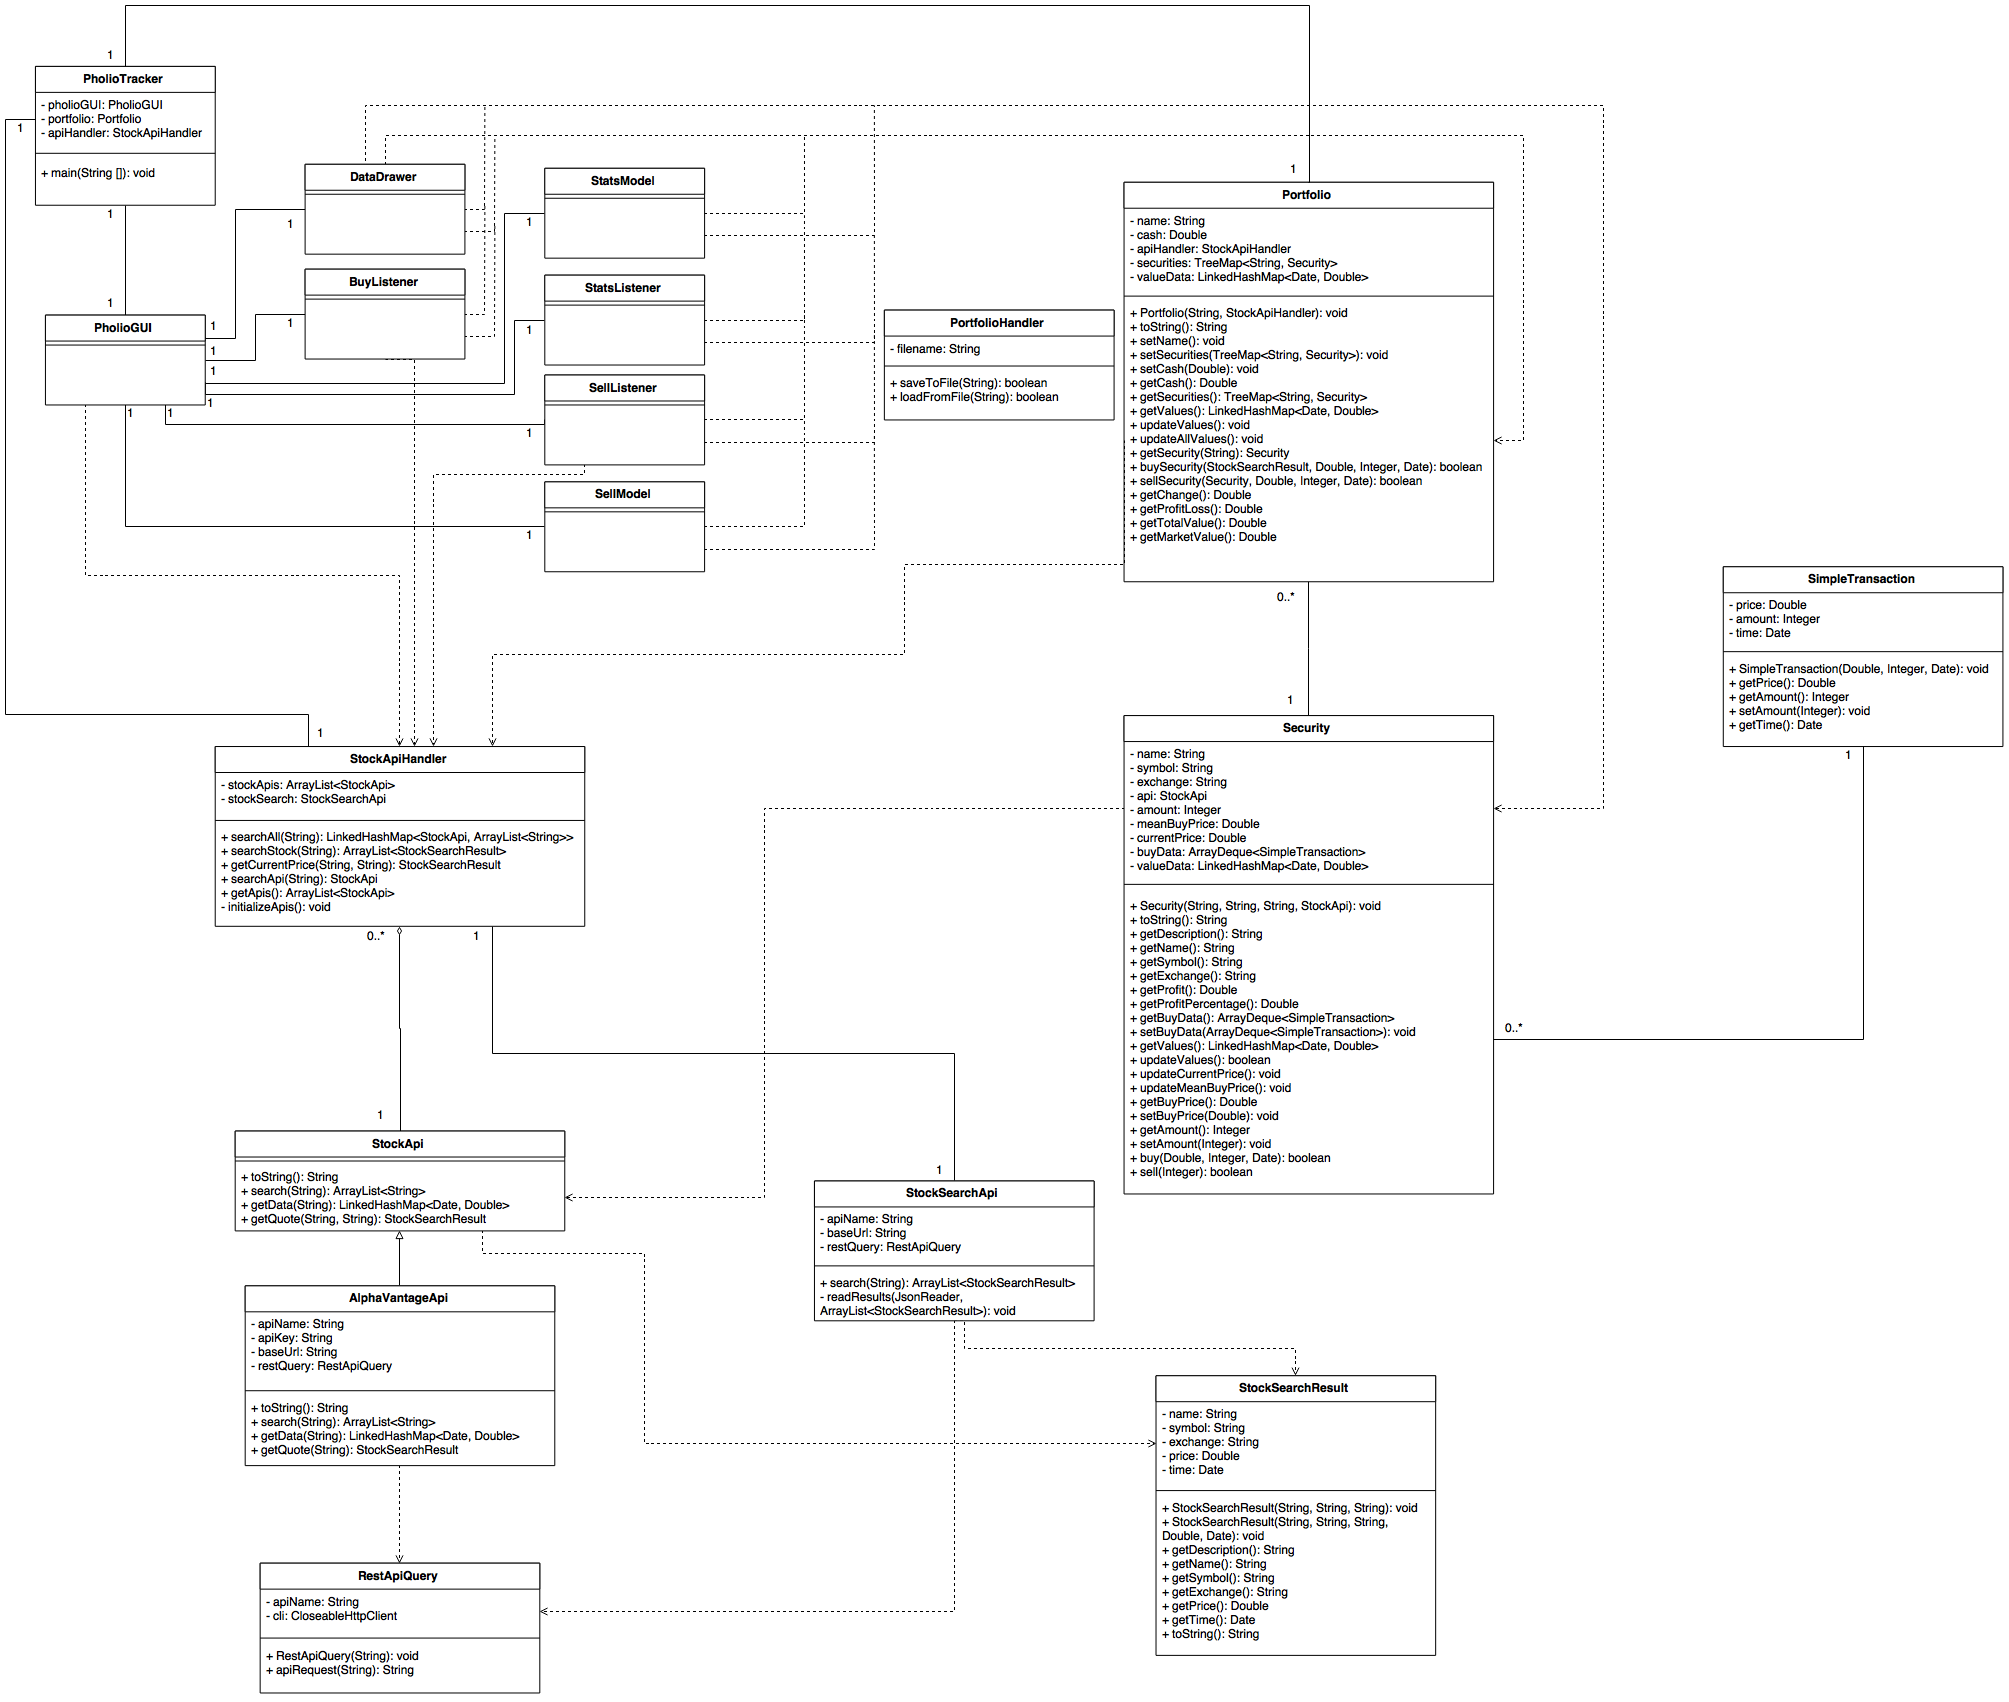 1
PholioTracker
- pholioGUI: PholioGUI
- portfolio: Portfolio
- apiHandler: StockApiHandler
+ main(String []): void
1
1
1
PholioGUI
1
1
1
1
1
1
DataDrawer
1
BuyListener
1
StatsModel
1
StatsListener
1
SellListener
1
SellModel
1
PortfolioHandler
- filename: String
+ saveToFile(String): boolean
+ loadFromFile(String): boolean
1
Portfolio
- name: String
- cash: Double
- apiHandler: StockApiHandler
- securities: TreeMap<String, Security>
- valueData: LinkedHashMap<Date, Double>
+ Portfolio(String, StockApiHandler): void
+ toString(): String
+ setName(): void
+ setSecurities(TreeMap<String, Security>): void
+ setCash(Double): void
+ getCash(): Double
+ getSecurities(): TreeMap<String, Security>
+ getValues(): LinkedHashMap<Date, Double>
+ updateValues(): void
+ updateAllValues(): void
+ getSecurity(String): Security
+ buySecurity(StockSearchResult, Double, Integer, Date): boolean
+ sellSecurity(Security, Double, Integer, Date): boolean
+ getChange(): Double
+ getProfitLoss(): Double
+ getTotalValue(): Double
+ getMarketValue(): Double
0..*
1
SimpleTransaction
- price: Double
- amount: Integer
- time: Date
+ SimpleTransaction(Double, Integer, Date): void
+ getPrice(): Double
+ getAmount(): Integer
+ setAmount(Integer): void
+ getTime(): Date
1
Security
- name: String
- symbol: String
- exchange: String
- api: StockApi
- amount: Integer
- meanBuyPrice: Double
- currentPrice: Double
- buyData: ArrayDeque<SimpleTransaction>
- valueData: LinkedHashMap<Date, Double>
+ Security(String, String, String, StockApi): void
+ toString(): String
+ getDescription(): String
+ getName(): String
+ getSymbol(): String
+ getExchange(): String
+ getProfit(): Double
+ getProfitPercentage(): Double
+ getBuyData(): ArrayDeque<SimpleTransaction>
+ setBuyData(ArrayDeque<SimpleTransaction>): void
+ getValues(): LinkedHashMap<Date, Double>
+ updateValues(): boolean
+ updateCurrentPrice(): void
+ updateMeanBuyPrice(): void
+ getBuyPrice(): Double
+ setBuyPrice(Double): void
+ getAmount(): Integer
+ setAmount(Integer): void
+ buy(Double, Integer, Date): boolean
+ sell(Integer): boolean
0..*
1
StockApiHandler
- stockApis: ArrayList<StockApi>
- stockSearch: StockSearchApi
+ searchAll(String): LinkedHashMap<StockApi, ArrayList<String>>
+ searchStock(String): ArrayList<StockSearchResult>
+ getCurrentPrice(String, String): StockSearchResult
+ searchApi(String): StockApi
+ getApis(): ArrayList<StockApi>
- initializeApis(): void
0..*
1
1
StockApi
+ toString(): String
+ search(String): ArrayList<String>
+ getData(String): LinkedHashMap<Date, Double>
+ getQuote(String, String): StockSearchResult
1
StockSearchApi
- apiName: String
- baseUrl: String
- restQuery: RestApiQuery
+ search(String): ArrayList<StockSearchResult>
- readResults(JsonReader,
ArrayList<StockSearchResult>): void
AlphaVantageApi
- apiName: String
- apiKey: String
- baseUrl: String
- restQuery: RestApiQuery
+ toString(): String
+ search(String): ArrayList<String>
+ getData(String): LinkedHashMap<Date, Double>
+ getQuote(String): StockSearchResult
StockSearchResult
- name: String
- symbol: String
- exchange: String
- price: Double
- time: Date
+ StockSearchResult(String, String, String): void
+ StockSearchResult(String, String, String,
Double, Date): void
+ getDescription(): String
+ getName(): String
+ getSymbol(): String
+ getExchange(): String
+ getPrice(): Double
+ getTime(): Date
+ toString(): String
RestApiQuery
- apiName: String
- cli: CloseableHttpClient
+ RestApiQuery(String): void
+ apiRequest(String): String